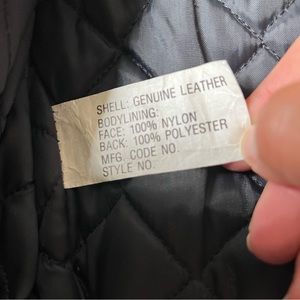 SHELL: GENUINE LEATHER
BODYLINING:
FACE: 100% NYLON
BACK: 100% POLYESTER
MFG. CODE NO.
STYLE NO.